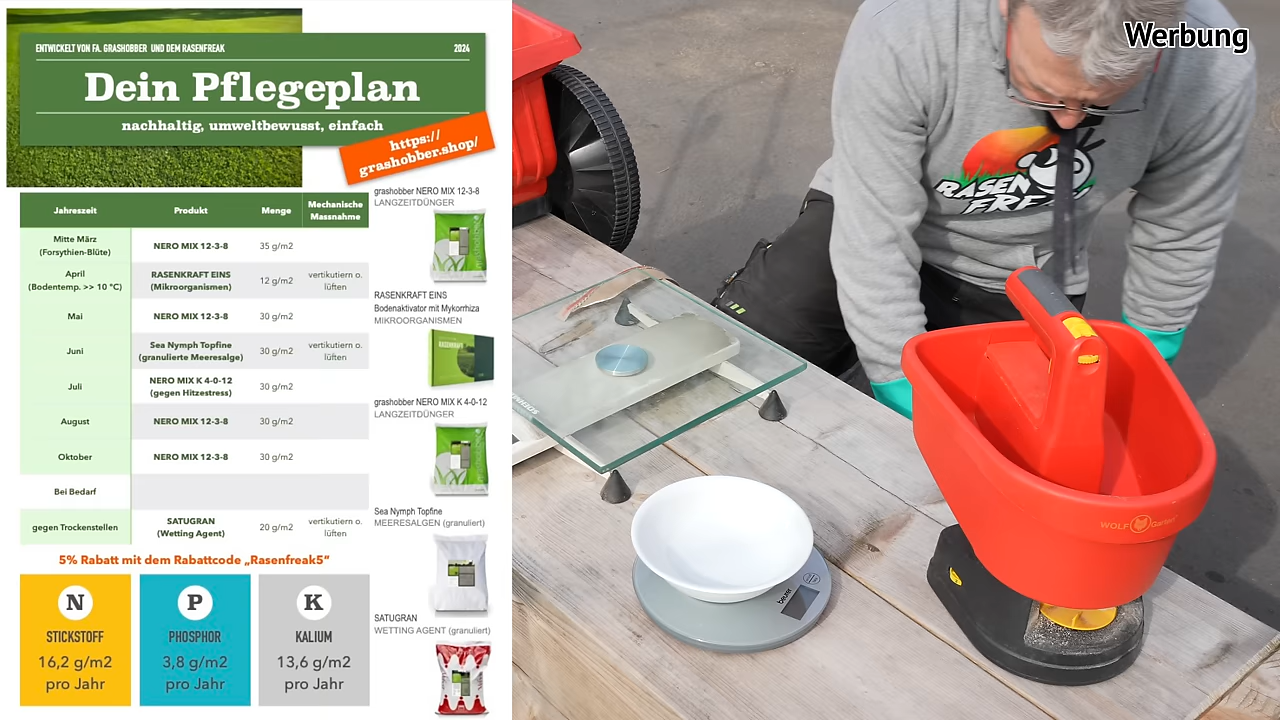 ENTWICKELT VON FA. GRASHOBBER UND DEM RASENFREAK
2024
Dein Pflegeplan
nachhaltig, umweltbewusst, einfach
https://
grashobber.shop/
Jahreszeit
Produkt
Menge
Mechanische
Massnahme
Mitte März
(Forsythien-Blüte)
NERO MIX 12-3-8
35 g/m2
April
(Bodentemp. >> 10 °C)
RASENKRAFT EINS
(Mikroorganismen)
12 g/m2
vertikutiern o.
lüften
Mai
NERO MIX 12-3-8
30 g/m2
Juni
Sea Nymph Topfine
(granulierte Meeresalge)
30 g/m2
vertikutiern o.
lüften
Juli
NERO MIX K 4-0-12
(gegen Hitzestress)
30 g/m2
August
NERO MIX 12-3-8
30 g/m2
Oktober
NERO MIX 12-3-8
30 g/m2
Bei Bedarf
gegen Trockenstellen
SATUGRAN
(Wetting Agent)
20 g/m2
vertikutiern o.
lüften
5% Rabatt mit dem Rabattcode „Rasenfreak5“
N
STICKSTOFF
16,2 g/m2
pro Jahr
P
PHOSPHOR
3,8 g/m2
pro Jahr
K
KALIUM
13,6 g/m2
pro Jahr
grashobber NERO MIX 12-3-8
LANGZEITDÜNGER
RASENKRAFT EINS
Bodenaktivator mit Mykorrhiza
MIKROORGANISMEN
grashobber NERO MIX K 4-0-12
LANGZEITDÜNGER
Sea Nymph Topfine
MEERESALGEN (granuliert)
SATUGRAN
WETTING AGENT (granuliert)
Werbung
RASEN
FREAK
WOLF Garten
beurer